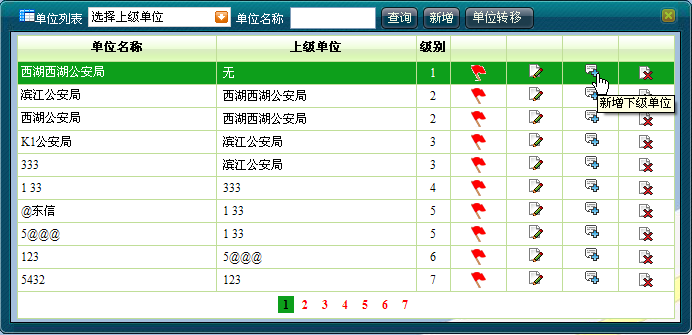 单位列表 选择上级单位 单位名称 查询 新增 单位转移
单位名称 上级单位 级别
西湖西湖公安局 无 1
新增下级单位
滨江公安局 西湖西湖公安局 2
西湖公安局 西湖西湖公安局 2
K1公安局 滨江公安局 3
333 滨江公安局 3
1 33 333 4
@东信 1 33 5
5@@@ 1 33 5
123 5@@@ 6
5432 123 7
1 2 3 4 5 6 7